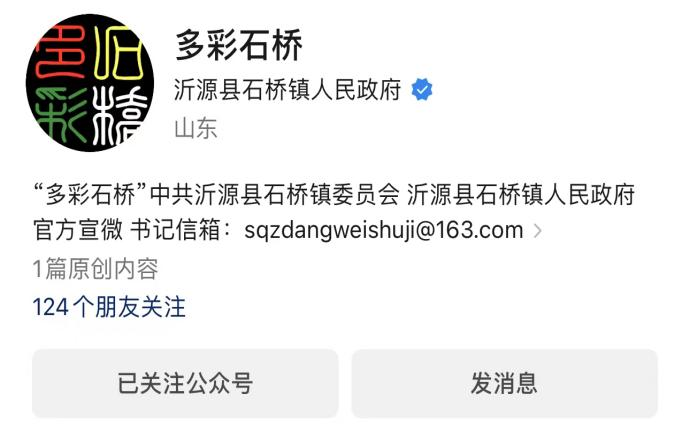 多石
彩桥
多彩石桥
沂源县石桥镇人民政府
山东
“多彩石桥”中共沂源县石桥镇委员会 沂源县石桥镇人民政府
官方宣微 书记信箱：sqzdangweishuji@163.com
1篇原创内容
124个朋友关注
已关注公众号
发消息